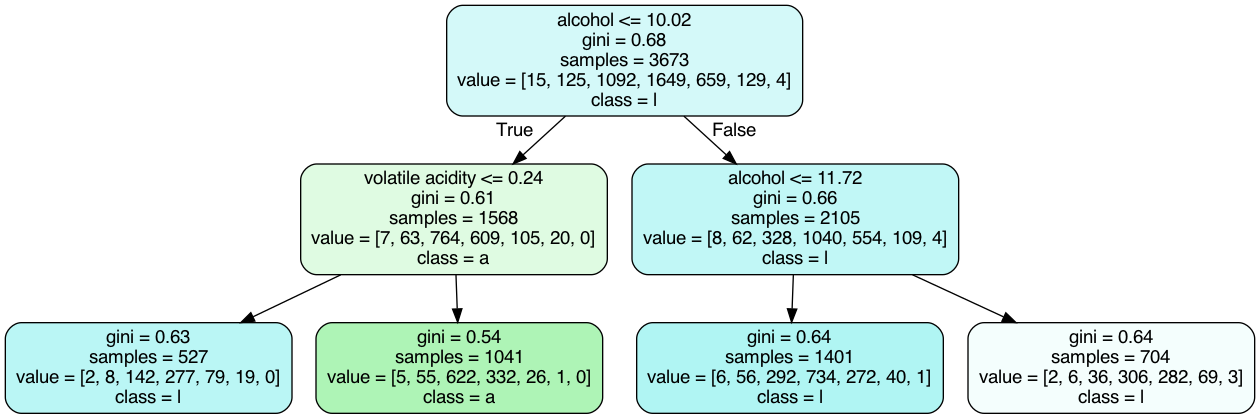 alcohol <= 10.02
gini = 0.68
samples = 3673
value = [15, 125, 1092, 1649, 659, 129, 4]
class = l
True
False
volatile acidity <= 0.24
gini = 0.61
samples = 1568
value = [7, 63, 764, 609, 105, 20, 0]
class = a
alcohol <= 11.72
gini = 0.66
samples = 2105
value = [8, 62, 328, 1040, 554, 109, 4]
class = l
gini = 0.63
samples = 527
value = [2, 8, 142, 277, 79, 19, 0]
class = l
gini = 0.54
samples = 1041
value = [5, 55, 622, 332, 26, 1, 0]
class = a
gini = 0.64
samples = 1401
value = [6, 56, 292, 734, 272, 40, 1]
class = l
gini = 0.64
samples = 704
value = [2, 6, 36, 306, 282, 69, 3]
class = l